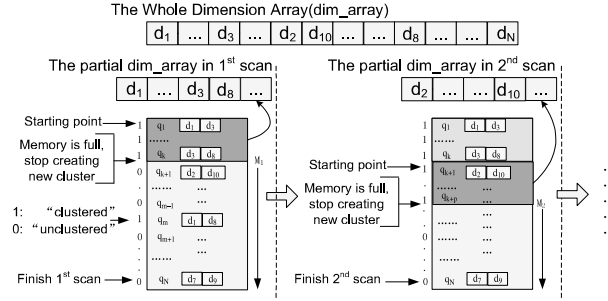 The Whole Dimension Array(dim_array)
d1 ... d3 ... d2 d10 ... ... d8 ... ... dN
The partial dim_array in 1st scan
d1 ... d3 d8 ...
The partial dim_array in 2nd scan
d2 ... ... d10 ...
Starting point
1 q1 d1 d3
Memory is full,
stop creating
new cluster
1 ......
1 qk d3 d8
0 qk+1 d2 d10
. ...... ...
. qm-1 ...
1: "clustered"
0: "unclustered"
1 qm d1 d8
0 qm+1 ...
. ...... ...
. ......
Finish 1st scan
0 qN d7 d9
M1
1 q1 d1 d3
1 ......
1 qk d3 d8
Starting point
1 qk+1 d2 d10
Memory is full,
stop creating
new cluster
. ...... ...
1 qk+p ...
0 ...
. ...... ...
. ......
Finish 2nd scan
0 qN d7 d9
M2